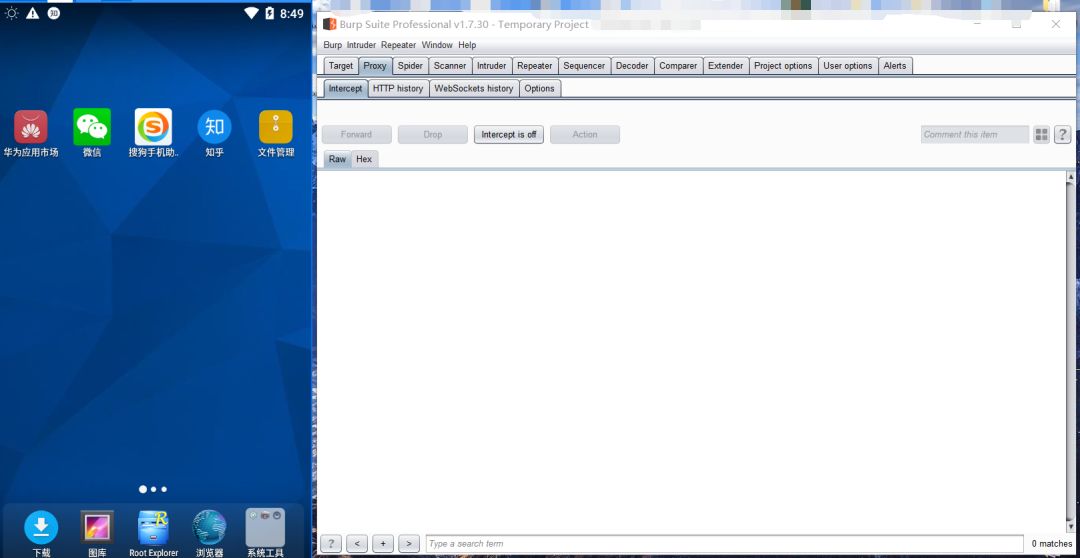 8:49
华为应用市场
微信
搜狗手机助..
知
知乎
文件管理
下载
图库
Root Explorer
浏览器
系统工具
Burp Suite Professional v1.7.30 - Temporary Project
Burp Intruder Repeater Window Help
Target Proxy Spider Scanner Intruder Repeater Sequencer Decoder Comparer Extender Project options User options Alerts
Intercept HTTP history WebSockets history Options
Forward Drop Intercept is off Action Comment this item ?
Raw Hex
? < + > Type a search term 0 matches